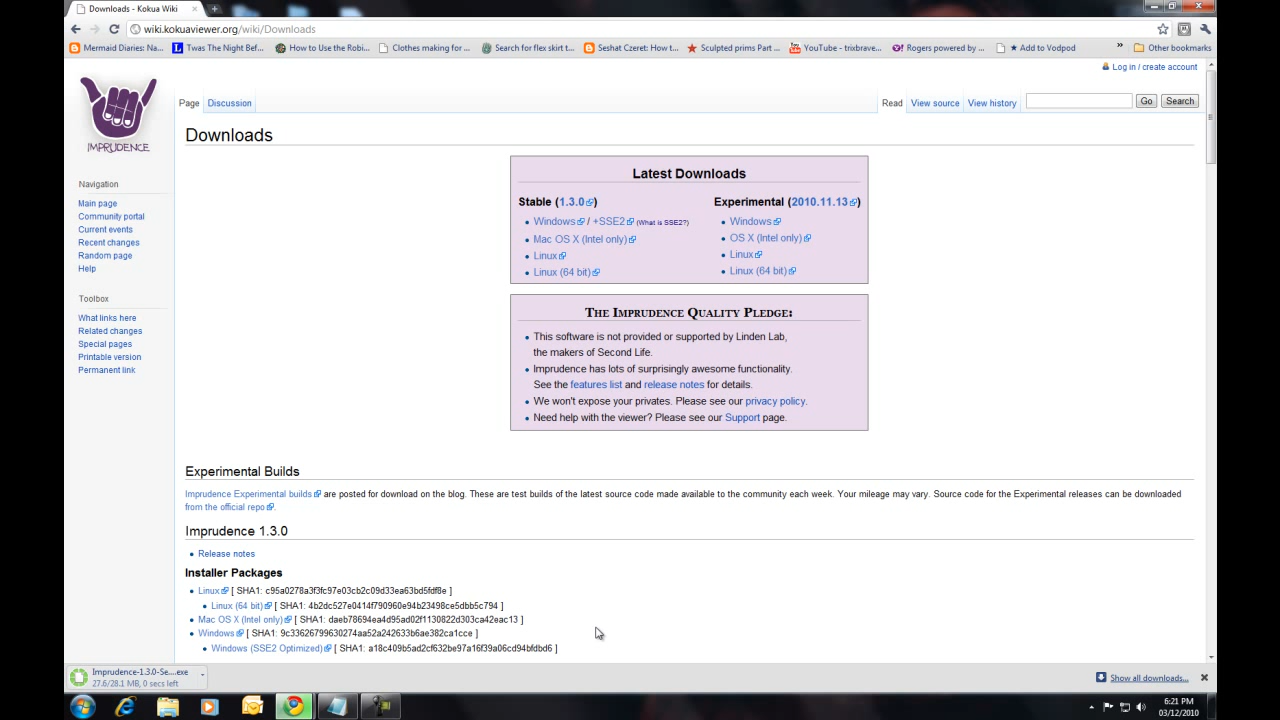 Downloads - Kokua Wiki
wiki.kokuaviewer.org/wiki/Downloads
Mermaid Diaries: Na...
Twas The Night Bef...
How to Use the Robi...
Clothes making for ...
Search for flex skirt t...
Seshat Czeret: How t...
Sculpted prims Part ...
YouTube - trixbrave...
Rogers powered by ...
★ Add to Vodpod
»
Other bookmarks
Log in / create account
Page
Discussion
Read
View source
View history
Go
Search
IMPRUDENCE
Downloads
Navigation
Main page
Community portal
Current events
Recent changes
Random page
Help
Toolbox
What links here
Related changes
Special pages
Printable version
Permanent link
Latest Downloads
Stable (1.3.0)
Windows / +SSE2 (What is SSE2?)
Mac OS X (Intel only)
Linux
Linux (64 bit)
Experimental (2010.11.13)
Windows
OS X (Intel only)
Linux
Linux (64 bit)
The Imprudence Quality Pledge:
This software is not provided or supported by Linden Lab,
the makers of Second Life.
Imprudence has lots of surprisingly awesome functionality.
See the features list and release notes for details.
We won't expose your privates. Please see our privacy policy.
Need help with the viewer? Please see our Support page.
Experimental Builds
Imprudence Experimental builds are posted for download on the blog. These are test builds of the latest source code made available to the community each week. Your mileage may vary. Source code for the Experimental releases can be downloaded
from the official repo.
Imprudence 1.3.0
Release notes
Installer Packages
Linux [ SHA1: c95a0278a3f3fc97e03cb2c09d33ea63bd5fdf8e ]
Linux (64 bit) [ SHA1: 4b2dc527e0414f790960e94b23498ce5dbb5c794 ]
Mac OS X (Intel only) [ SHA1: daeb78694ea4d95ad02f1130822d303ca42eac13 ]
Windows [ SHA1: 9c33626799630274aa52a242633b6ae382ca1cce ]
Windows (SSE2 Optimized) [ SHA1: a18c409b5ad2cf632be97a16f39a06cd94bfdbd6 ]
Imprudence-1.3.0-Se....exe
27.6/28.1 MB, 0 secs left
Show all downloads...
6:21 PM
03/12/2010